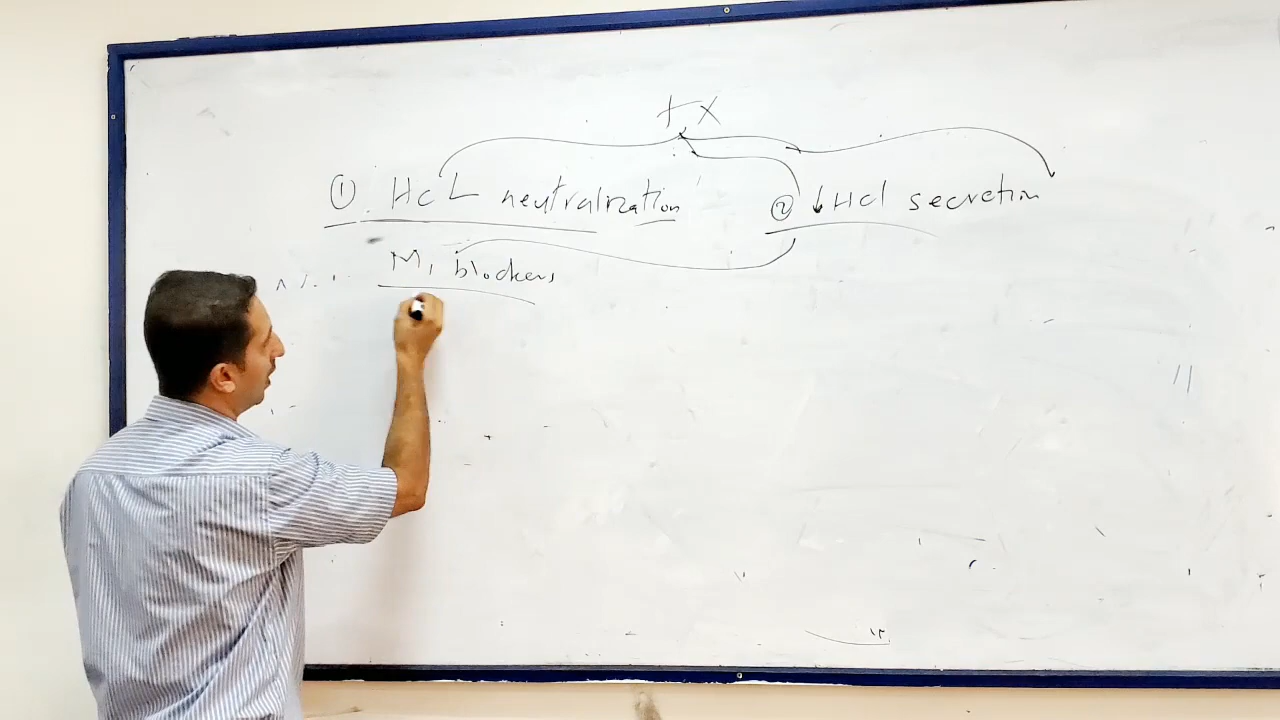 tx
① HCL neutralization ② ↓HCl secretion
M1 blockers